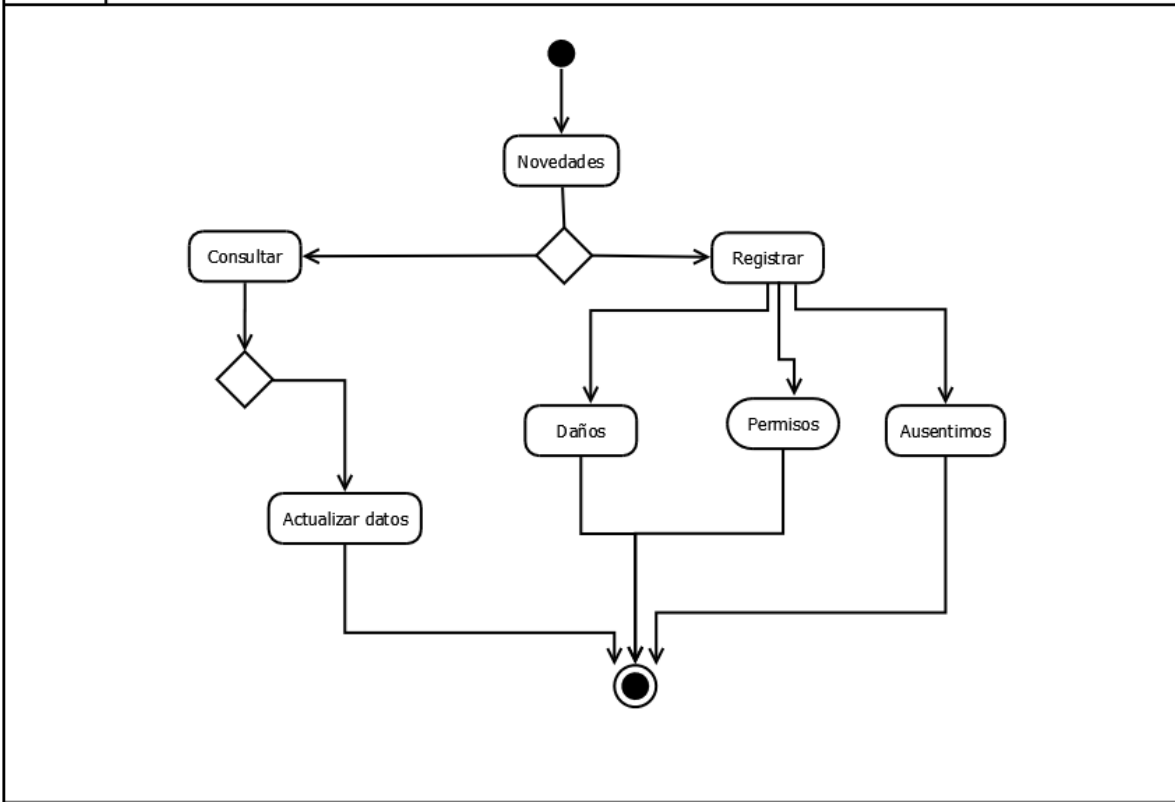 Novedades
Consultar
Registrar
Daños
Permisos
Ausentimos
Actualizar datos